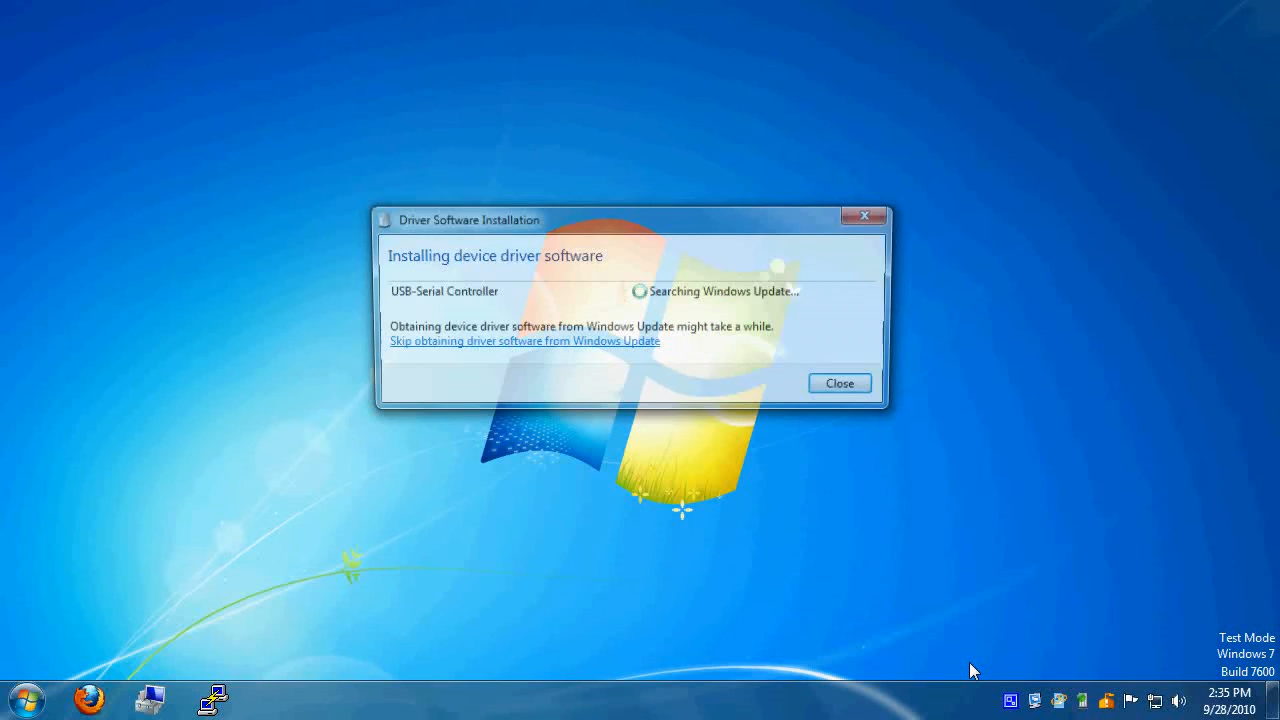 Driver Software Installation
Installing device driver software
USB-Serial Controller
Searching Windows Update...
Obtaining device driver software from Windows Update might take a while.
Skip obtaining driver software from Windows Update
Close
Test Mode
Windows 7
Build 7600
2:35 PM
9/28/2010